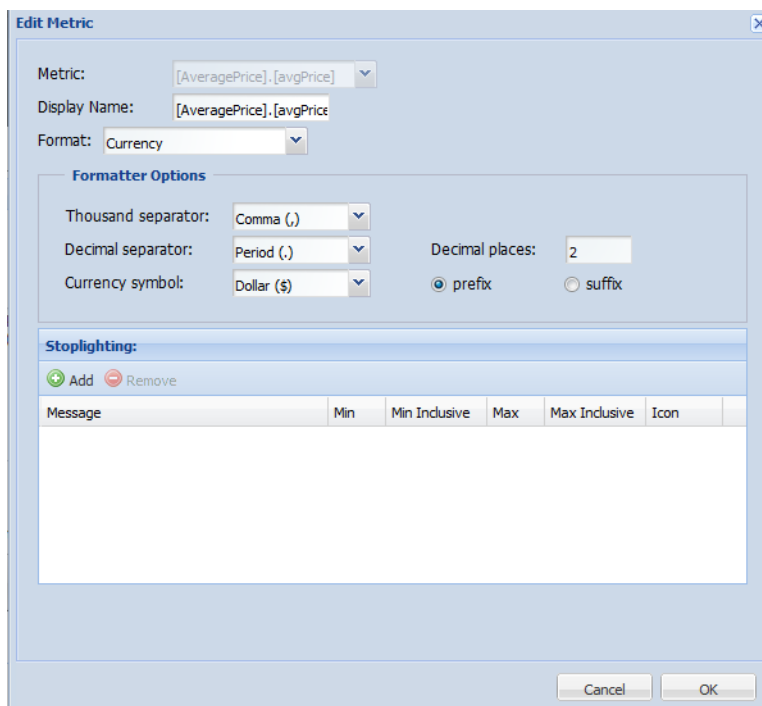 Edit Metric
Metric: [AveragePrice].[avgPrice]
Display Name: [AveragePrice].[avgPrice
Format: Currency
Formatter Options
Thousand separator: Comma (,)
Decimal separator: Period (.) Decimal places: 2
Currency symbol: Dollar ($) prefix suffix
Stoplighting:
Add Remove
Message Min Min Inclusive Max Max Inclusive Icon
Cancel OK